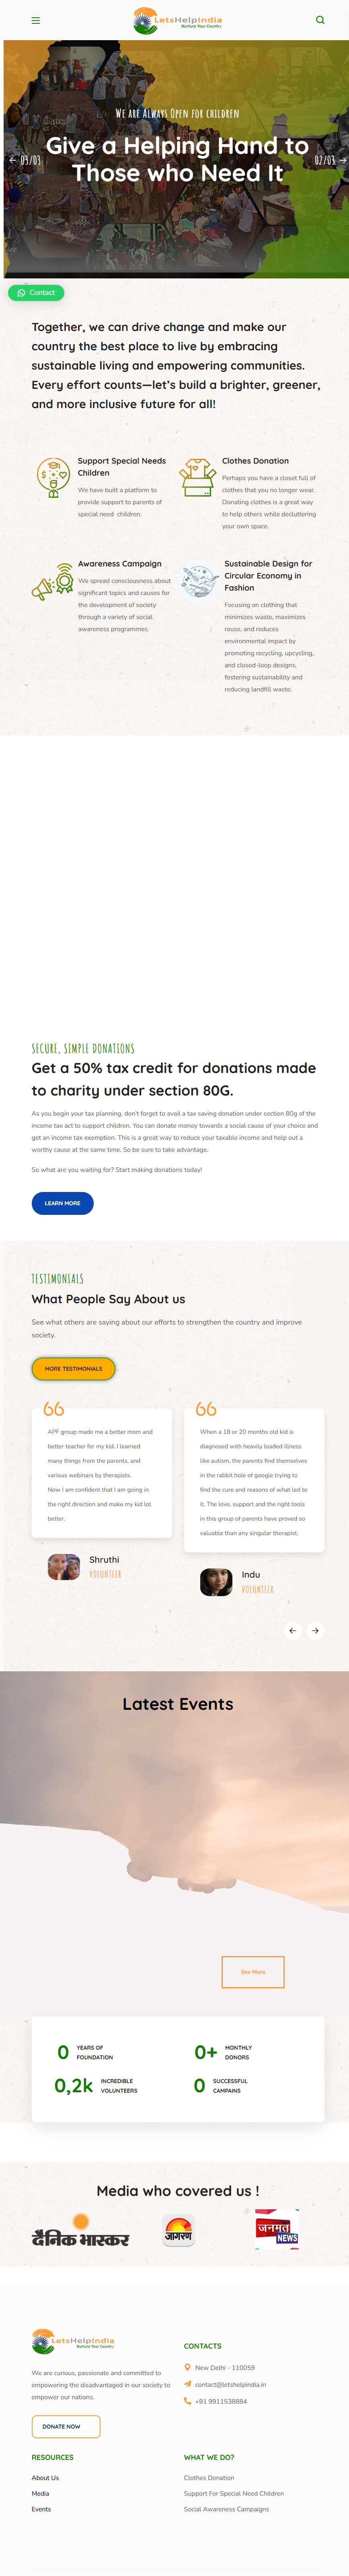 LetsHelpIndia
Nurture Your Country
We are Always Open for children
Give a Helping Hand to
Those who Need It
03/03
02/03
Contact
Together, we can drive change and make our
country the best place to live by embracing
sustainable living and empowering communities.
Every effort counts—let's build a brighter, greener,
and more inclusive future for all!
Support Special Needs
Children
We have built a platform to
provide support to parents of
special need children.
Clothes Donation
Perhaps you have a closet full of
clothes that you no longer wear.
Donating clothes is a great way
to help others while decluttering
your own space.
Awareness Campaign
We spread consciousness about
significant topics and causes for
the development of society
through a variety of social
awareness programmes.
Sustainable Design for
Circular Economy in
Fashion
Focusing on clothing that
minimizes waste, maximizes
reuse, and reduces
environmental impact by
promoting recycling, upcycling,
and closed-loop designs,
fostering sustainability and
reducing landfill waste.
SECURE, SIMPLE DONATIONS
Get a 50% tax credit for donations made
to charity under section 80G.
As you begin your tax planning, don't forget to avail a tax saving donation under section 80g of the
income tax act to support children. You can donate money towards a social cause of your choice and
get an income tax exemption. This is a great way to reduce your taxable income and help out a
worthy cause at the same time. So be sure to take advantage.
So what are you waiting for? Start making donations today!
LEARN MORE
TESTIMONIALS
What People Say About us
See what others are saying about our efforts to strengthen the country and improve
society.
MORE TESTIMONIALS
APF group made me a better mom and
better teacher for my kid. I learned
many things from the parents, and
various webinars by therapists.
Now I am confident that I am going in
the right direction and make my kid lot
better.
Shruthi
VOLUNTEER
When a 18 or 20 months old kid is
diagnosed with heavily loaded illness
like autism, the parents find themselves
in the rabbit hole of google trying to
find the cure and reasons of what led to
it. The love, support and the right tools
in this group of parents have proved so
valuable than any singular therapist.
Indu
VOLUNTEER
Latest Events
See More
0 YEARS OF
FOUNDATION
0+ MONTHLY
DONORS
0,2k INCREDIBLE
VOLUNTEERS
0 SUCCESSFUL
CAMPAINS
Media who covered us !
दैनिक भास्कर
जागरण
जनमत
NEWS
LetsHelpIndia
Nurture Your Country
We are curious, passionate and committed to
empowering the disadvantaged in our society to
empower our nations.
DONATE NOW
CONTACTS
New Delhi – 110059
contact@letshelpindia.in
+91 9911538884
RESOURCES
About Us
Media
Events
WHAT WE DO?
Clothes Donation
Support For Special Need Children
Social Awareness Campaigns